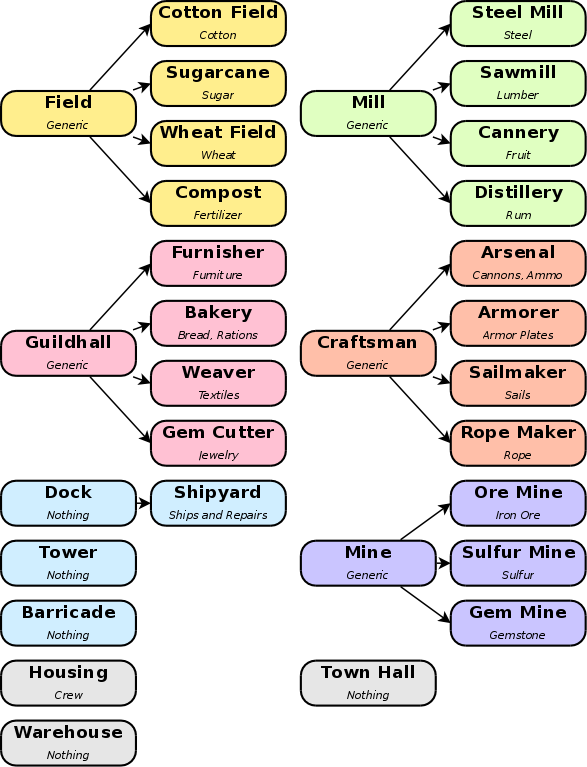 Cotton Field
Cotton
Sugarcane
Sugar
Field
Generic
Wheat Field
Wheat
Compost
Fertilizer
Steel Mill
Steel
Sawmill
Lumber
Mill
Generic
Cannery
Fruit
Distillery
Rum
Furnisher
Furniture
Bakery
Bread, Rations
Guildhall
Generic
Weaver
Textiles
Gem Cutter
Jewelry
Arsenal
Cannons, Ammo
Armorer
Armor Plates
Craftsman
Generic
Sailmaker
Sails
Rope Maker
Rope
Dock
Nothing
Shipyard
Ships and Repairs
Tower
Nothing
Barricade
Nothing
Ore Mine
Iron Ore
Mine
Generic
Sulfur Mine
Sulfur
Gem Mine
Gemstone
Housing
Crew
Town Hall
Nothing
Warehouse
Nothing